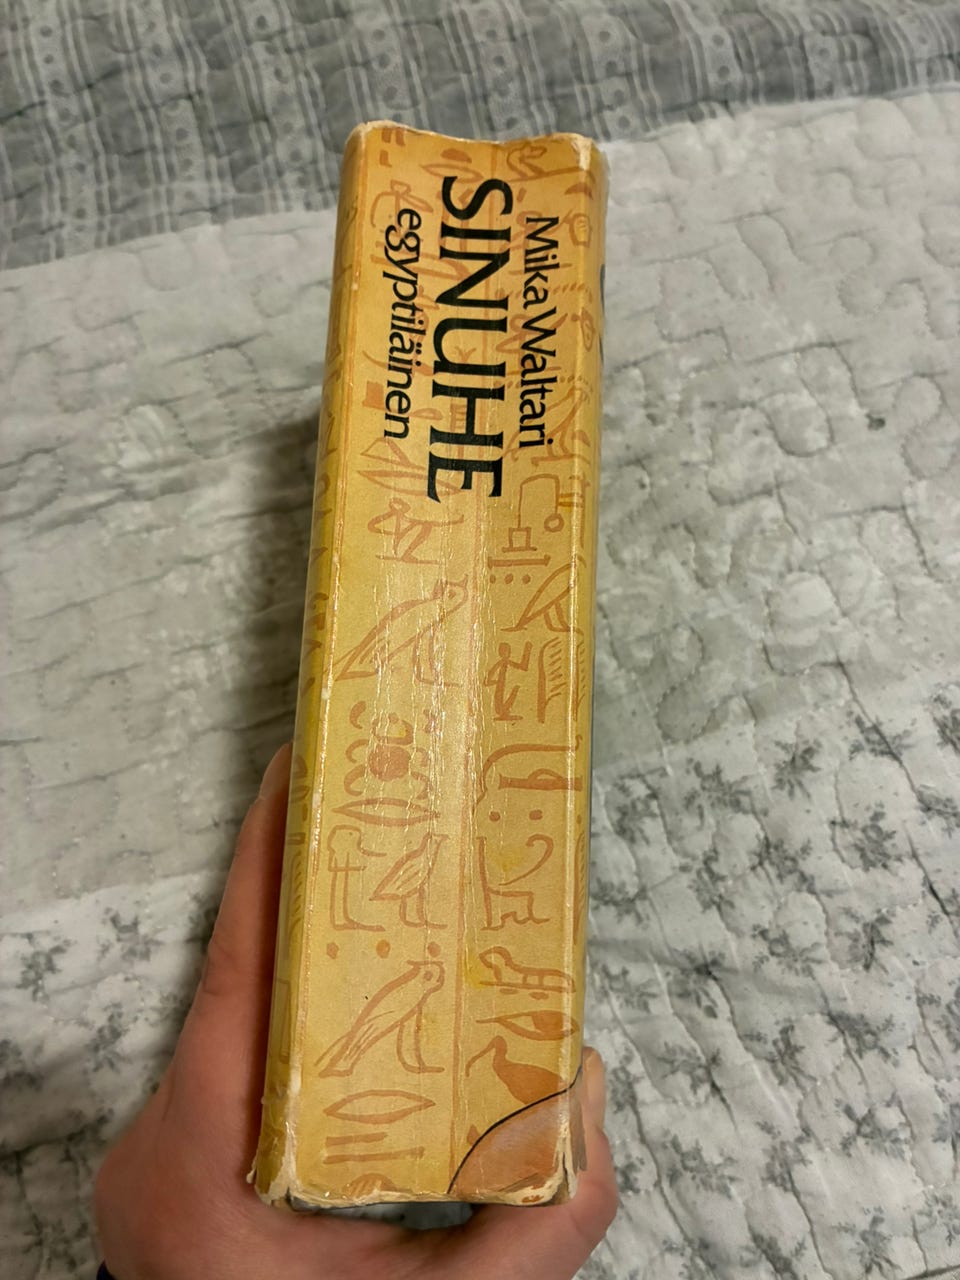 Mika Waltari
SINUHE
egyptiläinen